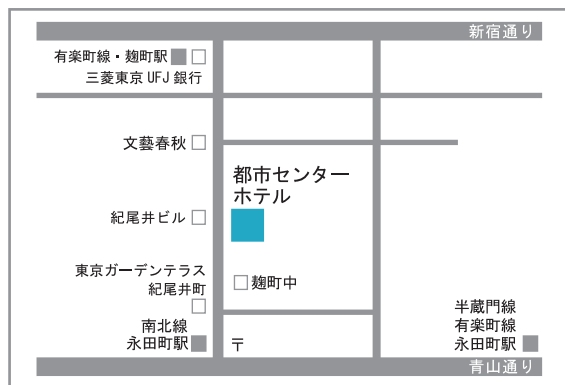 新宿通り
有楽町線・麹町駅
三菱東京UFJ銀行
文藝春秋
都市センター
ホテル
紀尾井ビル
東京ガーデンテラス
紀尾井町
麹町中
南北線
永田町駅
〒
半蔵門線
有楽町線
永田町駅
青山通り